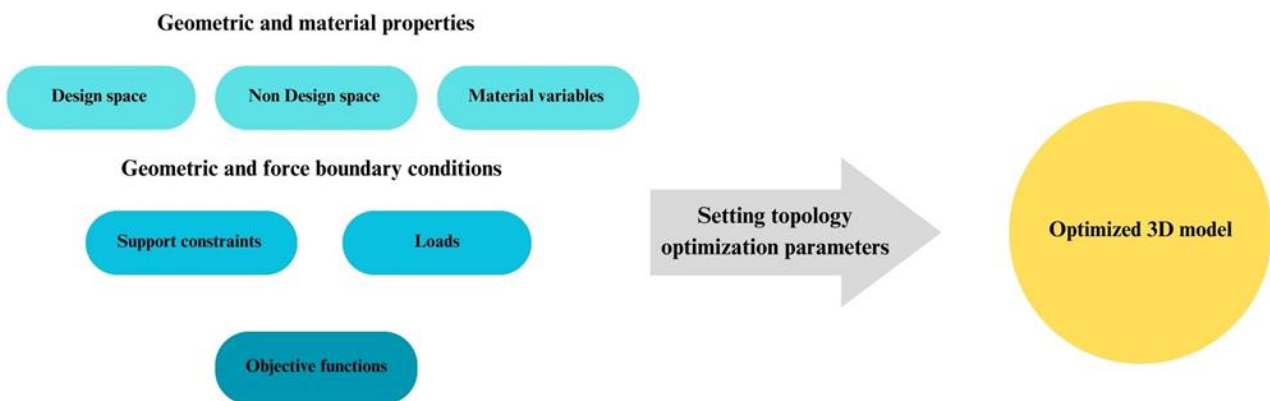 Geometric and material properties
Design space
Non Design space
Material variables
Geometric and force boundary conditions
Support constraints
Loads
Objective functions
Setting topology
optimization parameters
Optimized 3D model